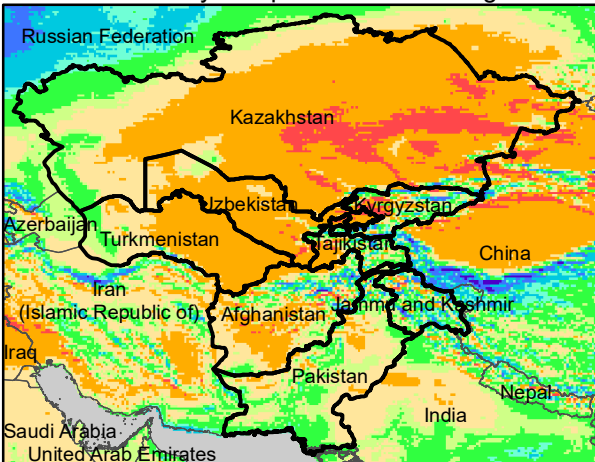 Russian Federation
Kazakhstan
Izbekistan
Kyrgyzstan
Azerbaijan
Turkmenistan
Tajikistan
China
Iran
(Islamic Republic of)
Afghanistan
Jammu and Kashmir
Iraq
Pakistan
Nepal
India
Saudi Arabia
United Arab Emirates